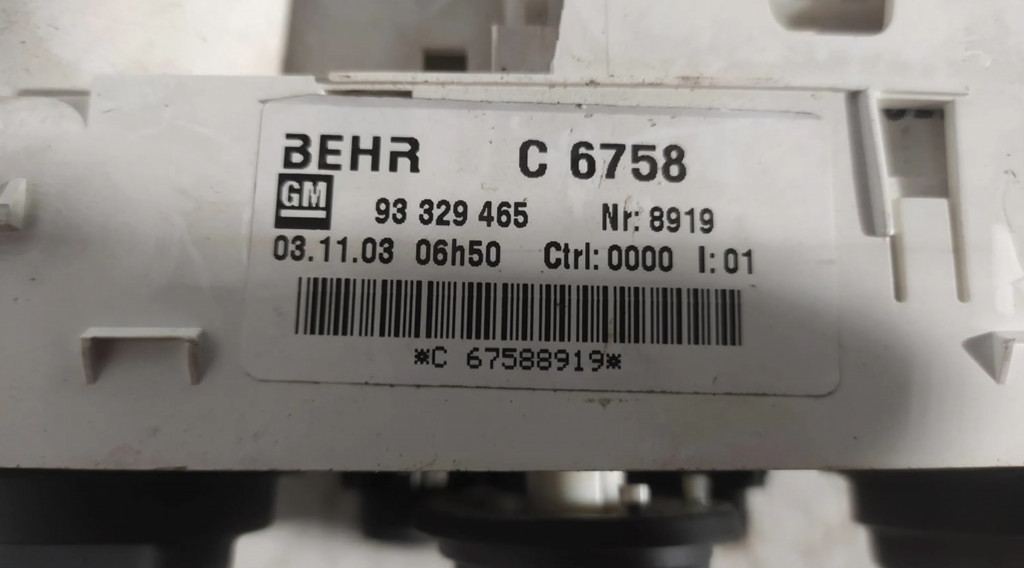 BEHR C 6758
GM 93 329 465 Nr: 8919
03.11.03 06h50 Ctrl: 0000 I: 01
*C 67588919*